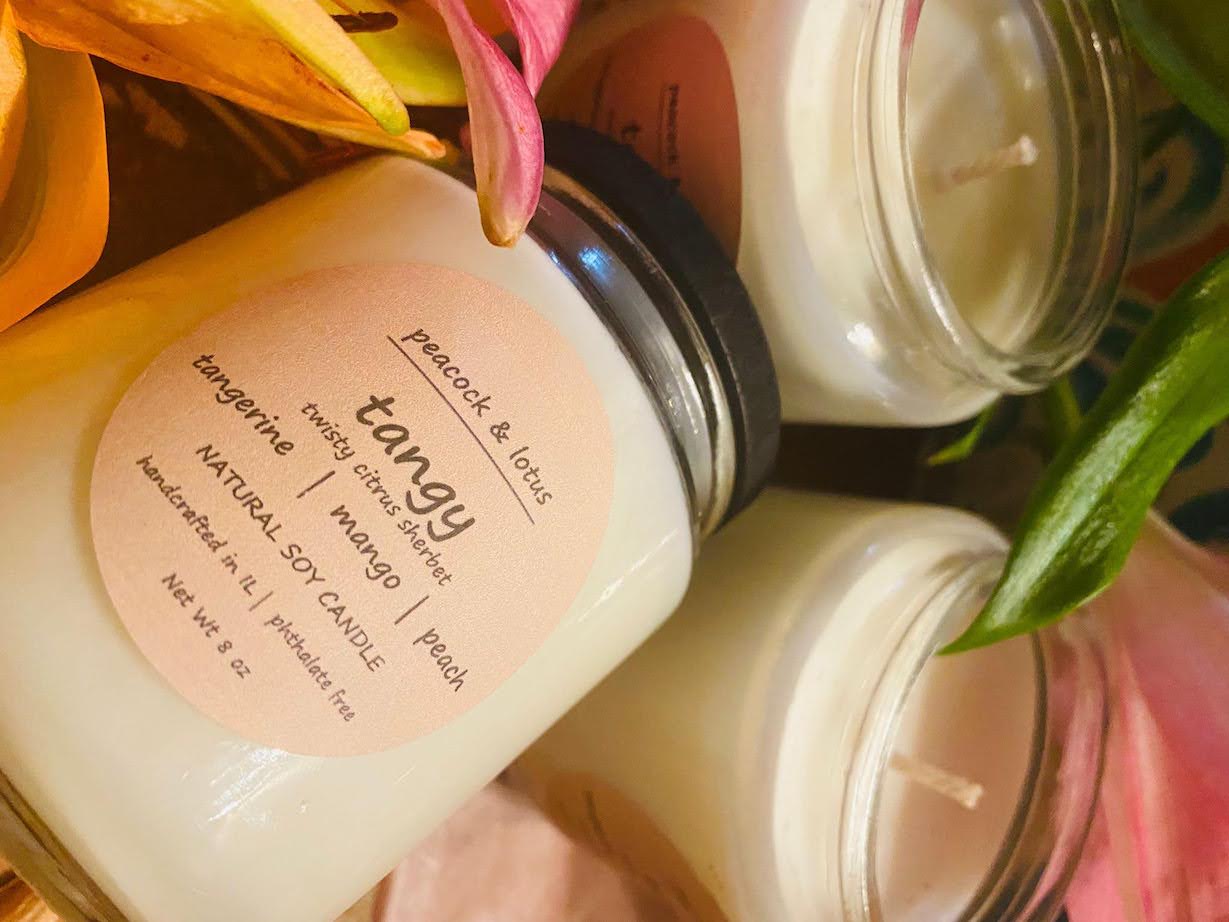 peacock & lotus
tangy
twisty citrus sherbet
tangerine | mango | peach
NATURAL SOY CANDLE
handcrafted in IL | phthalate free
Net Wt 8 oz